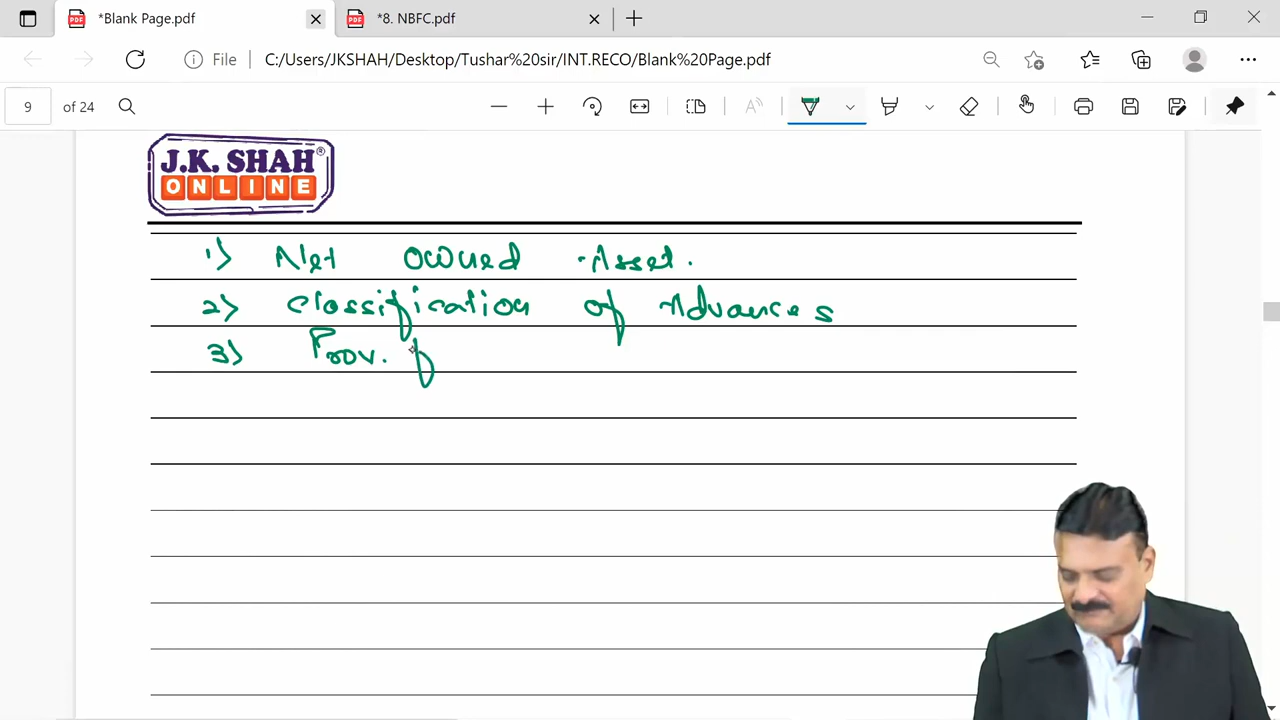 *Blank Page.pdf
*8. NBFC.pdf
File
C:/Users/JKSHAH/Desktop/Tushar%20sir/INT.RECO/Blank%20Page.pdf
9 of 24
J.K. SHAH
ONLINE
1) Net owned Asset.
2) Classification of Advances
3) Prov. f